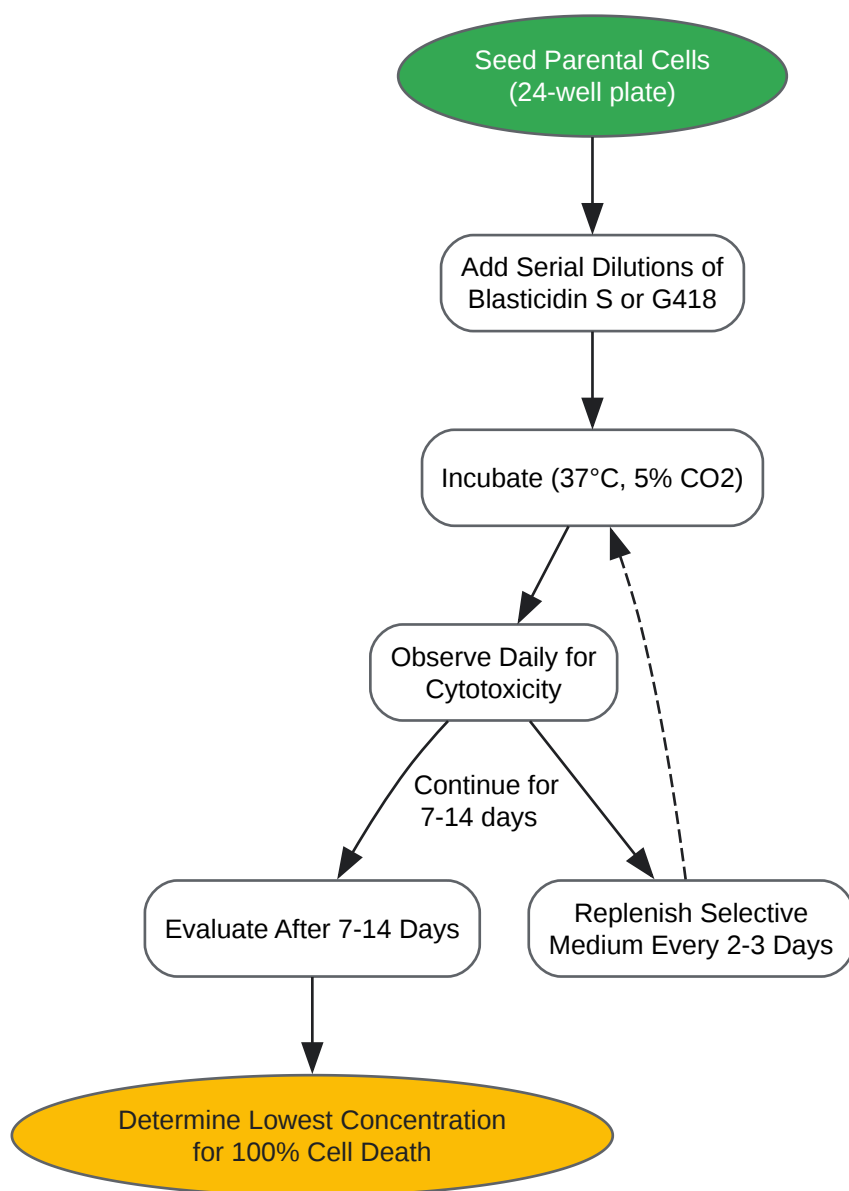 Seed Parental Cells
(24-well plate)
Add Serial Dilutions of
Blasticidin S or G418
Incubate (37°C, 5% CO2)
Observe Daily for
Cytotoxicity
Continue for
7-14 days
Evaluate After 7-14 Days
Replenish Selective
Medium Every 2-3 Days
Determine Lowest Concentration
for 100% Cell Death